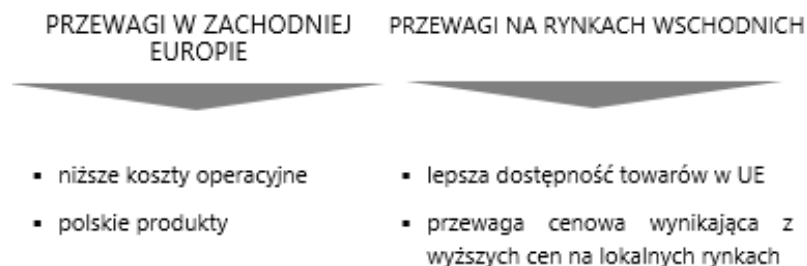 PRZEWAGI W ZACHODNIEJ
EUROPIE
▪ niższe koszty operacyjne
▪ polskie produkty
PRZEWAGI NA RYNKACH WSCHODNICH
▪ lepsza dostępność towarów w UE
▪ przewaga cenowa wynikająca z
wyższych cen na lokalnych rynkach